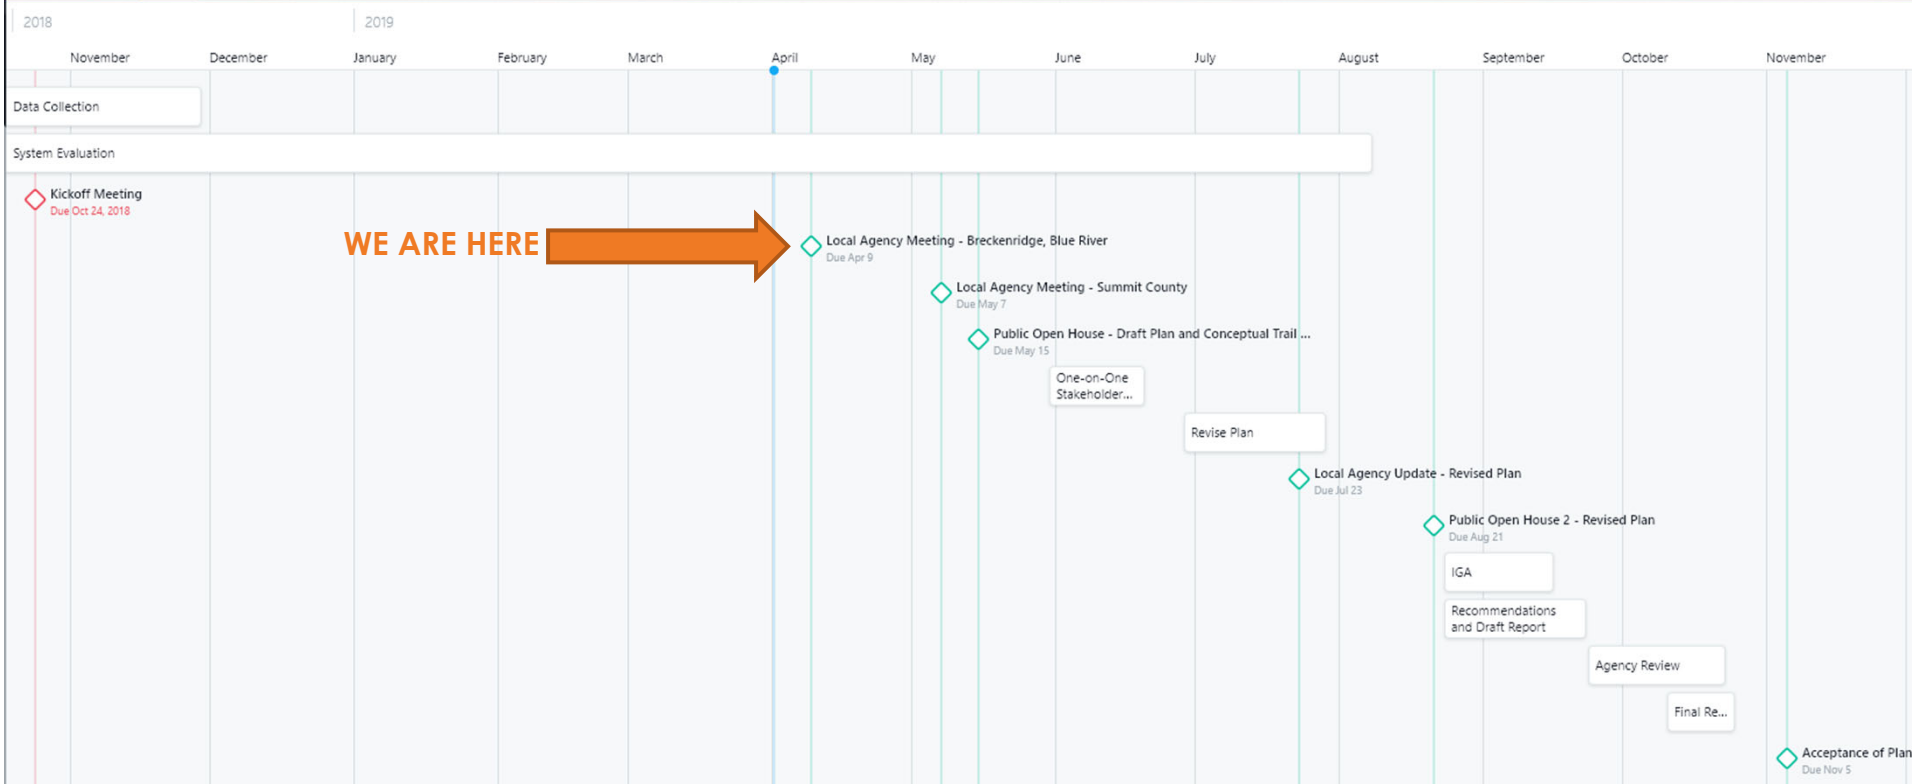 2018 2019
November December January February March April May June July August September October November
Data Collection
System Evaluation
Kickoff Meeting
Due Oct 24, 2018
WE ARE HERE
Local Agency Meeting - Breckenridge, Blue River
Due Apr 9
Local Agency Meeting - Summit County
Due May 7
Public Open House - Draft Plan and Conceptual Trail ...
Due May 15
One-on-One
Stakeholder...
Revise Plan
Local Agency Update - Revised Plan
Due Jul 23
Public Open House 2 - Revised Plan
Due Aug 21
IGA
Recommendations
and Draft Report
Agency Review
Final Re...
Acceptance of Plan
Due Nov 5